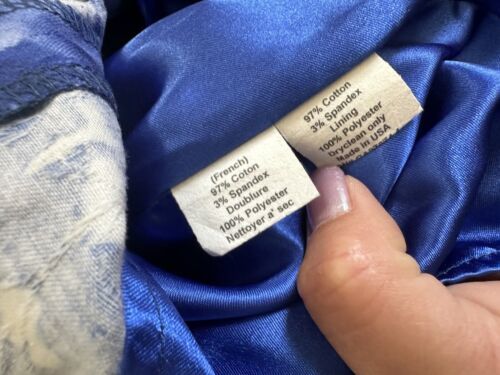 (French)
97% Coton
3% Spandex
Doublure
100% Polyester
Nettoyer a' sec
97% Cotton
3% Spandex
Lining
100% Polyester
Dryclean only
Made in USA